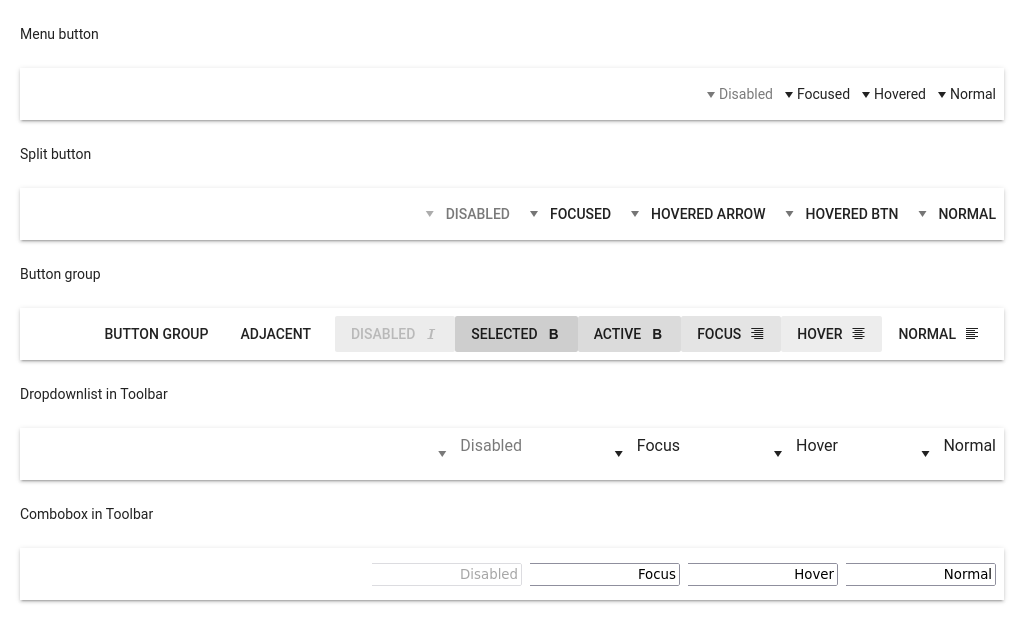 Menu button
Disabled Focused Hovered Normal
Split button
DISABLED FOCUSED HOVERED ARROW HOVERED BTN NORMAL
Button group
BUTTON GROUP ADJACENT DISABLED I SELECTED B ACTIVE B FOCUS HOVER NORMAL
Dropdownlist in Toolbar
Disabled Focus Hover Normal
Combobox in Toolbar
Disabled Focus Hover Normal